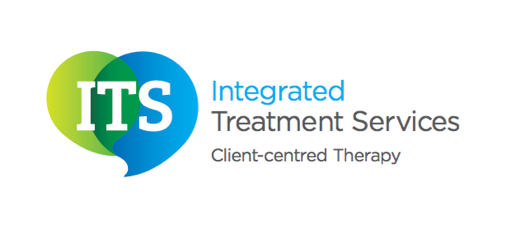 ITS
Integrated
Treatment Services
Client-centred Therapy